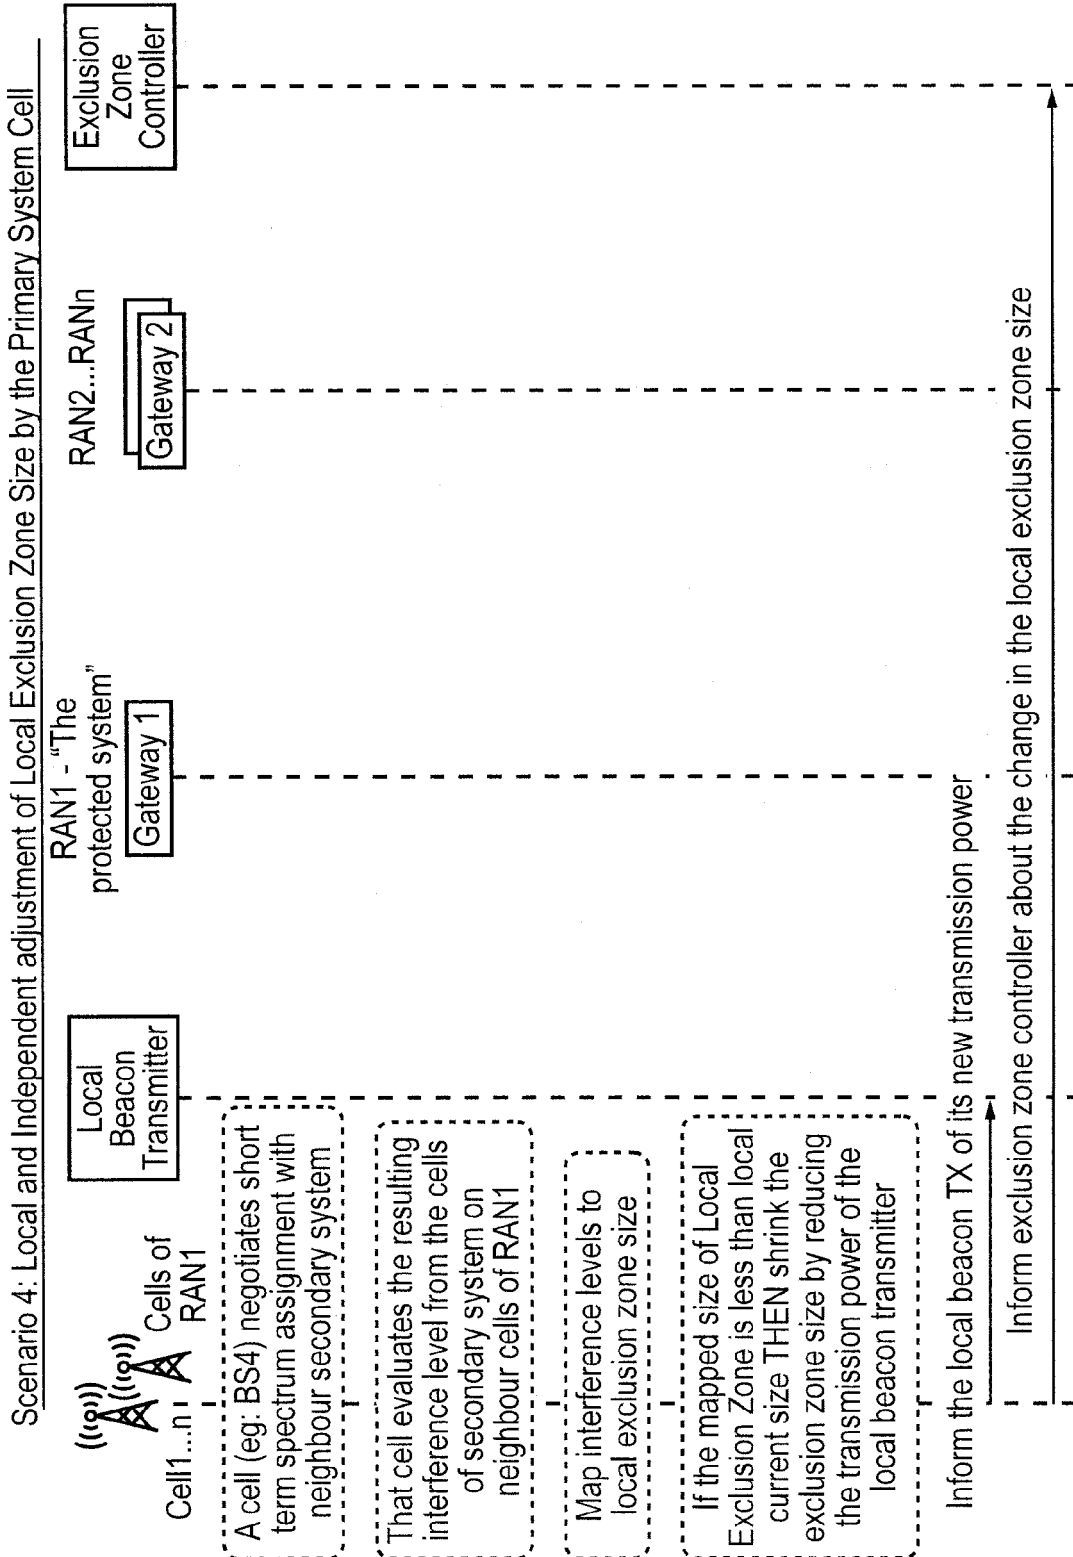 Scenario 4: Local and Independent adjustment of Local Exclusion Zone Size by the Primary System Cell
Cell1...n
Cells of
RAN1
Local
Beacon
Transmitter
RAN1 - "The
protected system"
Gateway 1
RAN2...RANn
Gateway 2
Exclusion
Zone
Controller
A cell (eg: BS4) negotiates short
term spectrum assignment with
neighbour secondary system
That cell evaluates the resulting
interference level from the cells
of secondary system on
neighbour cells of RAN1
Map interference levels to
local exclusion zone size
If the mapped size of Local
Exclusion Zone is less than local
current size THEN shrink the
exclusion zone size by reducing
the transmission power of the
local beacon transmitter
Inform the local beacon TX of its new transmission power
Inform exclusion zone controller about the change in the local exclusion zone size